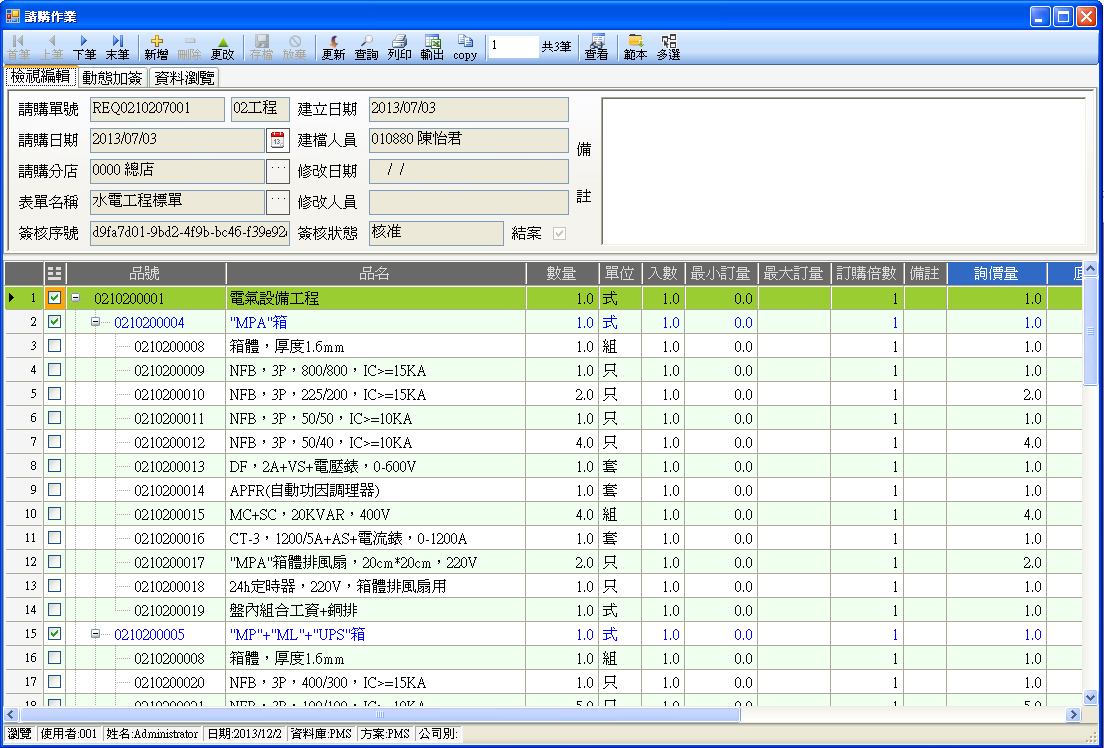 請購作業
首筆 上筆 下筆 末筆 新增 刪除 更改 存檔 放棄 更新 查詢 列印 輸出 copy 1 共3筆 查看 範本 多選
檢視編輯 動態加簽 資料瀏覽
請購單號 REQ0210207001 02工程 建立日期 2013/07/03
請購日期 2013/07/03 建檔人員 010880 陳怡君
請購分店 0000 總店 ... 修改日期 / /
表單名稱 水電工程標單 ... 修改人員
簽核序號 d9fa7d01-9bd2-4f9b-bc46-f39e92 簽核狀態 核准 結案
備註
品號 品名 數量 單位 入數 最小訂量 最大訂量 訂購倍數 備註 詢價量
1 0210200001 電氣設備工程 1.0 式 1.0 0.0 1 1.0
2 0210200004 "MPA"箱 1.0 式 1.0 0.0 1 1.0
3 0210200008 箱體，厚度1.6mm 1.0 組 1.0 0.0 1 1.0
4 0210200009 NFB，3P，800/800，IC>=15KA 1.0 只 1.0 0.0 1 1.0
5 0210200010 NFB，3P，225/200，IC>=15KA 2.0 只 1.0 0.0 1 2.0
6 0210200011 NFB，3P，50/50，IC>=10KA 1.0 只 1.0 0.0 1 1.0
7 0210200012 NFB，3P，50/40，IC>=10KA 4.0 只 1.0 0.0 1 4.0
8 0210200013 DF，2A+VS+電壓錶，0-600V 1.0 套 1.0 0.0 1 1.0
9 0210200014 APFR(自動功因調理器) 1.0 套 1.0 0.0 1 1.0
10 0210200015 MC+SC，20KVAR，400V 4.0 組 1.0 0.0 1 4.0
11 0210200016 CT-3，1200/5A+AS+電流錶，0-1200A 1.0 套 1.0 0.0 1 1.0
12 0210200017 "MPA"箱體排風扇，20cm*20cm，220V 2.0 只 1.0 0.0 1 2.0
13 0210200018 24h定時器，220V，箱體排風扇用 1.0 只 1.0 0.0 1 1.0
14 0210200019 盤內組合工資+銅排 1.0 式 1.0 0.0 1 1.0
15 0210200005 "MP"+"ML"+"UPS"箱 1.0 式 1.0 0.0 1 1.0
16 0210200008 箱體，厚度1.6mm 1.0 組 1.0 0.0 1 1.0
17 0210200020 NFB，3P，400/300，IC>=15KA 1.0 只 1.0 0.0 1 1.0
18 0210200021 NFB，3P，100/100，IC>=10KA 5.0 只 1.0 0.0 1 5.0
瀏覽 使用者:001 姓名:Administrator 日期:2013/12/2 資料庫:PMS 方案:PMS 公司別: